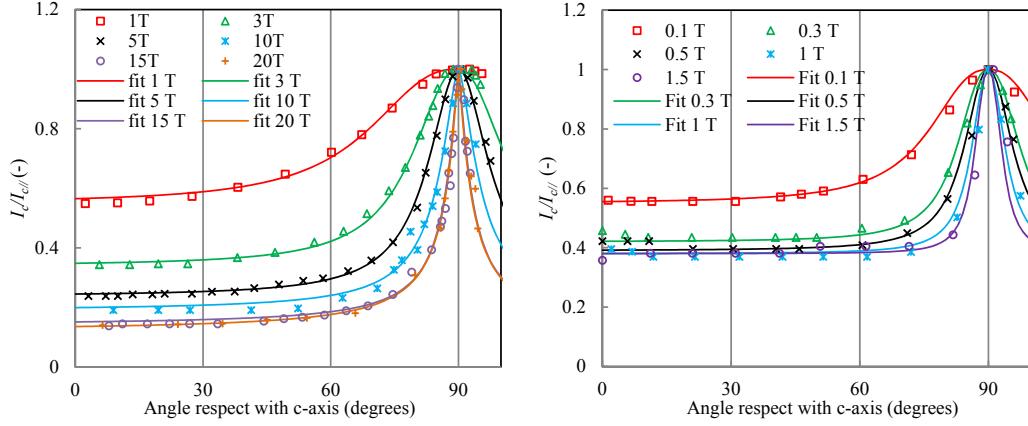 1.2
1T
3T
5T
10T
15T
20T
fit 1 T
fit 3 T
fit 5 T
fit 10 T
fit 15 T
fit 20 T
0.8
0.4
0
0
30
60
90
Ic/Ic// (-)
Angle respect with c-axis (degrees)
1.2
0.1 T
0.3 T
0.5 T
1 T
1.5 T
Fit 0.1 T
Fit 0.3 T
Fit 0.5 T
Fit 1 T
Fit 1.5 T
1
0.8
0.6
0.4
0.2
0
0
30
60
90
Ic/Ic// (-)
Angle respect with c-axis (degrees)